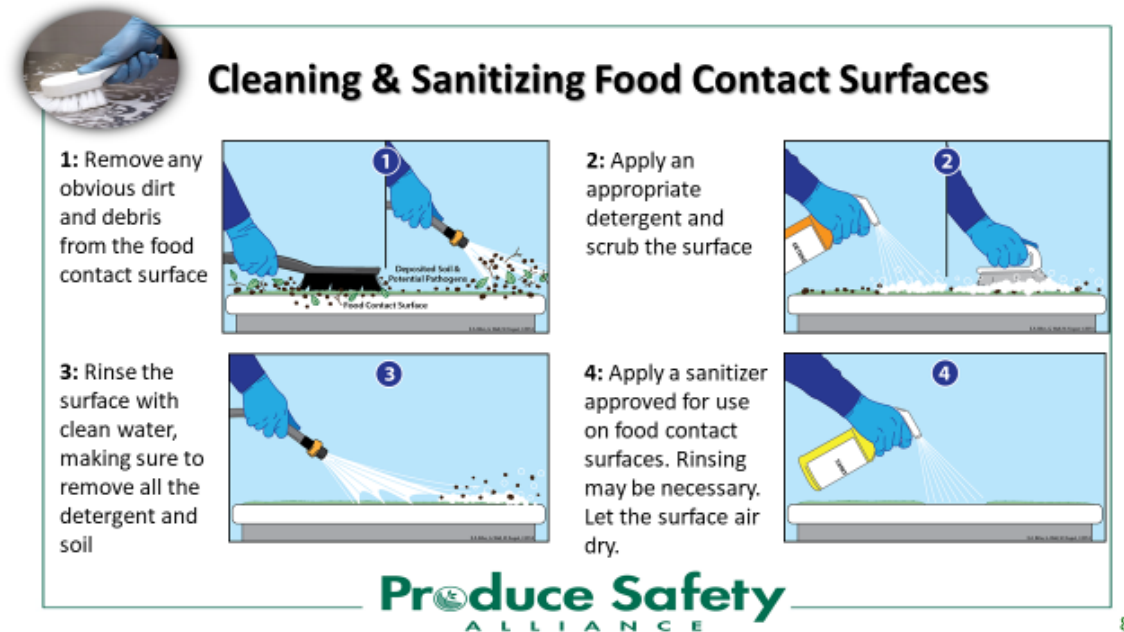 Cleaning & Sanitizing Food Contact Surfaces
1: Remove any
obvious dirt
and debris
from the food
contact surface
1
Deposited Soil &
Potential Pathogens
Food Contact Surface
2: Apply an
appropriate
detergent and
scrub the surface
2
3: Rinse the
surface with
clean water,
making sure to
remove all the
detergent and
soil
3
4: Apply a sanitizer
approved for use
on food contact
surfaces. Rinsing
may be necessary.
Let the surface air
dry.
4
Produce Safety
ALLIANCE